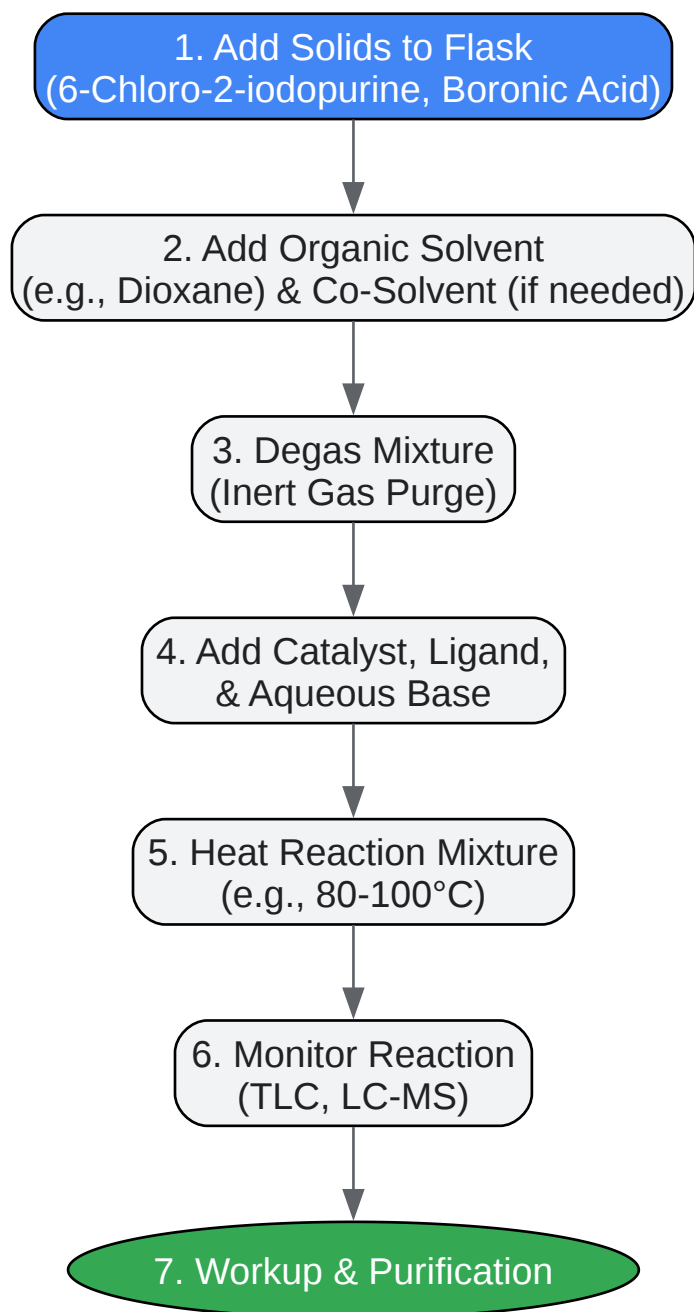 1. Add Solids to Flask
(6-Chloro-2-iodopurine, Boronic Acid)
2. Add Organic Solvent
(e.g., Dioxane) & Co-Solvent (if needed)
3. Degas Mixture
(Inert Gas Purge)
4. Add Catalyst, Ligand,
& Aqueous Base
5. Heat Reaction Mixture
(e.g., 80-100°C)
6. Monitor Reaction
(TLC, LC-MS)
7. Workup & Purification